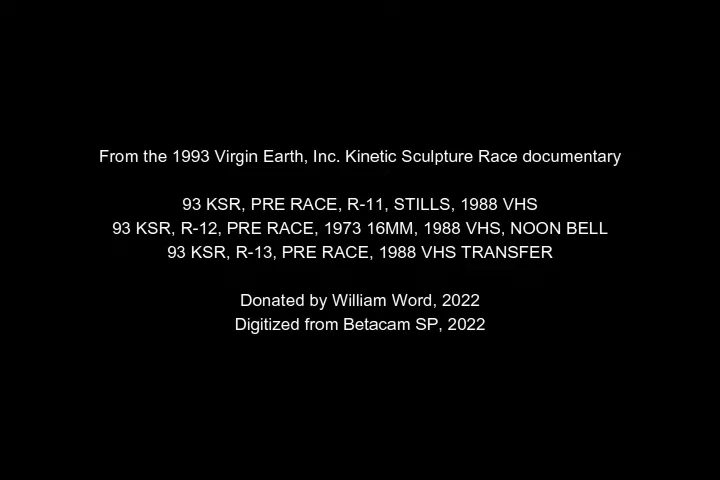 From the 1993 Virgin Earth, Inc. Kinetic Sculpture Race documentary
93 KSR, PRE RACE, R-11, STILLS, 1988 VHS
93 KSR, R-12, PRE RACE, 1973 16MM, 1988 VHS, NOON BELL
93 KSR, R-13, PRE RACE, 1988 VHS TRANSFER
Donated by William Word, 2022
Digitized from Betacam SP, 2022